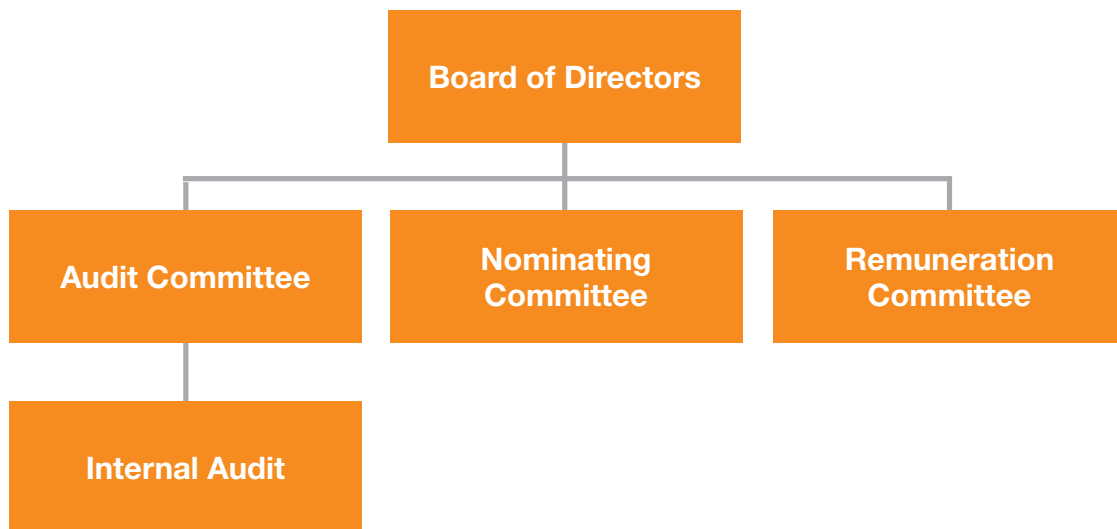 Board of Directors
Audit Committee
Nominating
Committee
Remuneration
Committee
Internal Audit